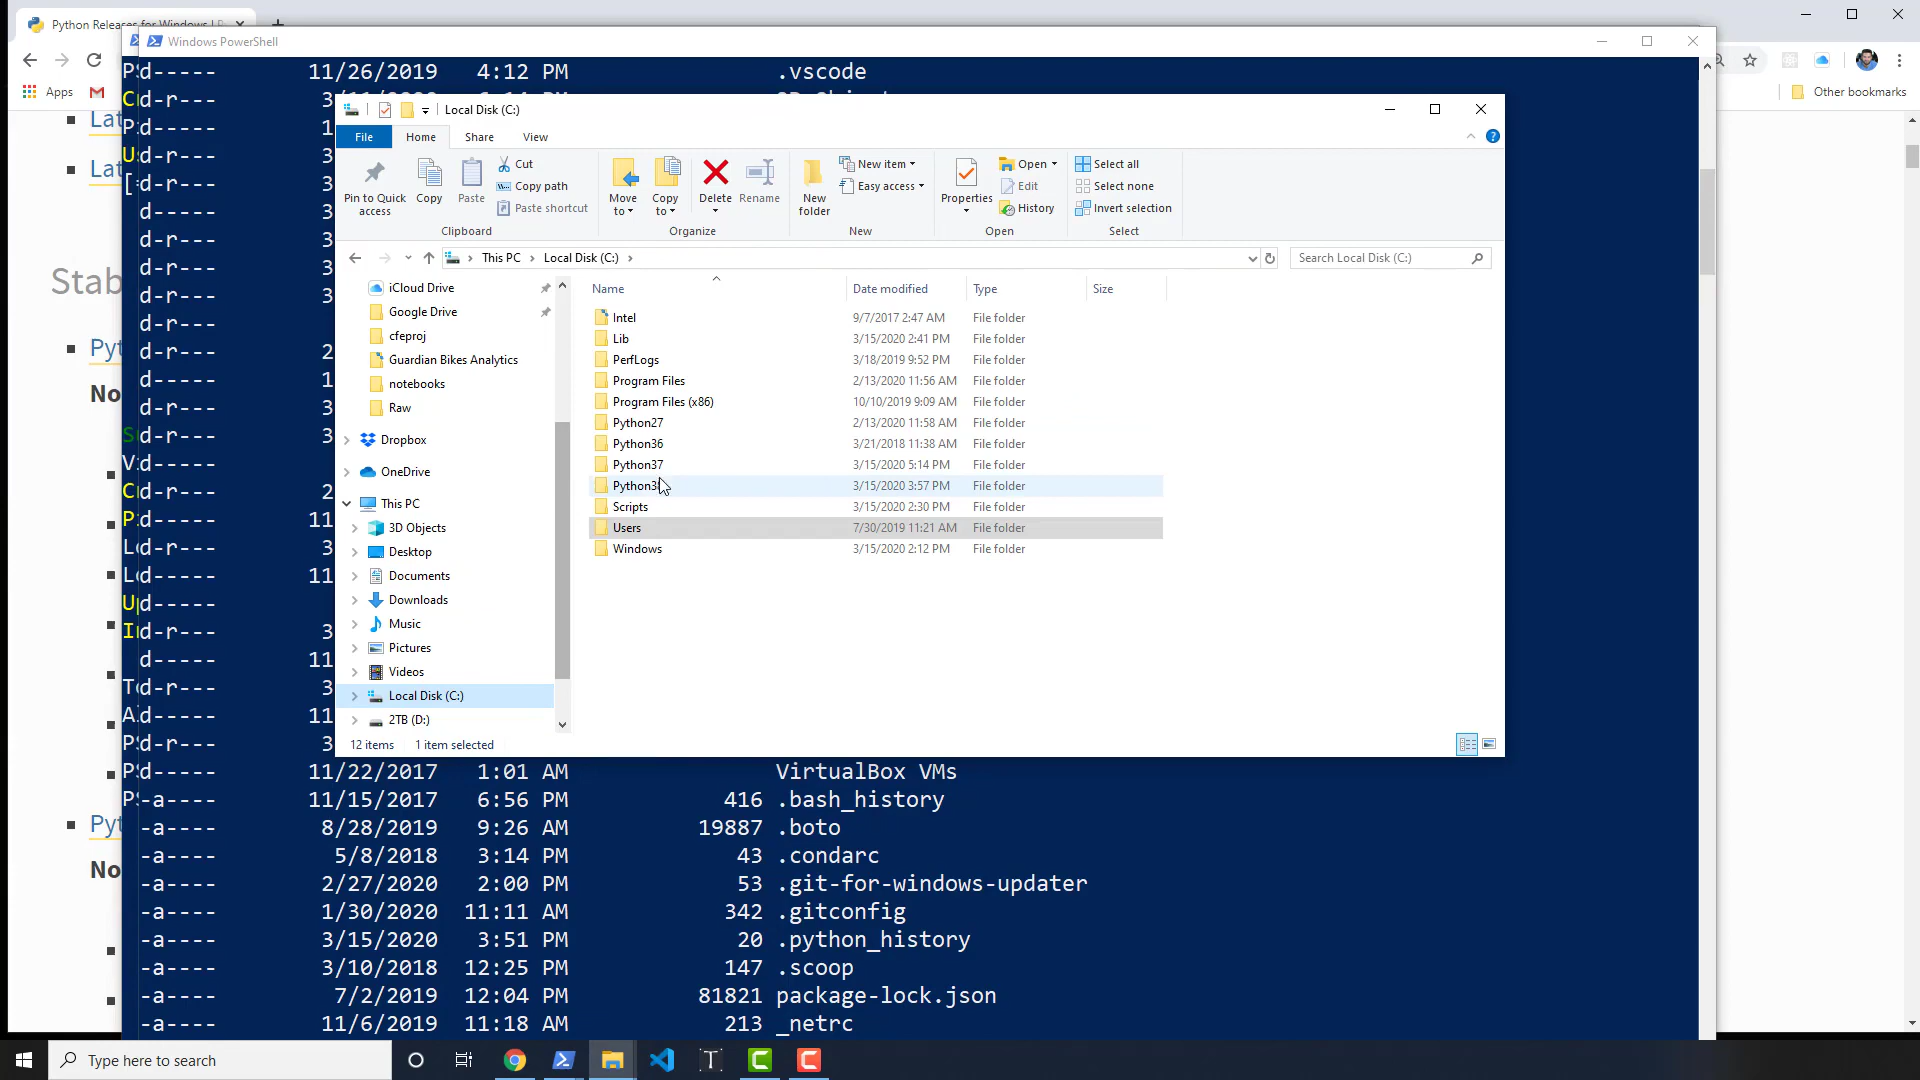 Python Releases for Windows
Apps
Other bookmarks
Lat
Lat
Stab
Pyt
No
Pyt
No
Windows PowerShell
d----- 11/26/2019 4:12 PM .vscode
d-r---
d-----
d-r---
d-r---
d-----
d-r---
d-r---
d-r---
d-r---
d-r---
d-----
d-r---
d-r---
d-----
d-r---
d-----
d-r---
d-----
d-----
d-r---
d-----
d-r---
d-----
d-r---
d----- 11/22/2017 1:01 AM VirtualBox VMs
-a---- 11/15/2017 6:56 PM 416 .bash_history
-a---- 8/28/2019 9:26 AM 19887 .boto
-a---- 5/8/2018 3:14 PM 43 .condarc
-a---- 2/27/2020 2:00 PM 53 .git-for-windows-updater
-a---- 1/30/2020 11:11 AM 342 .gitconfig
-a---- 3/15/2020 3:51 PM 20 .python_history
-a---- 3/10/2018 12:25 PM 147 .scoop
-a---- 7/2/2019 12:04 PM 81821 package-lock.json
-a---- 11/6/2019 11:18 AM 213 _netrc
Local Disk (C:)
File Home Share View
Pin to Quick access
Copy
Paste
Cut
Copy path
Paste shortcut
Clipboard
Move to
Copy to
Delete
Rename
Organize
New folder
New item
Easy access
New
Properties
Open
Edit
History
Open
Select all
Select none
Invert selection
Select
This PC > Local Disk (C:) >
Search Local Disk (C:)
iCloud Drive
Google Drive
cfeproj
Guardian Bikes Analytics
notebooks
Raw
Dropbox
OneDrive
This PC
3D Objects
Desktop
Documents
Downloads
Music
Pictures
Videos
Local Disk (C:)
2TB (D:)
Name Date modified Type Size
Intel 9/7/2017 2:47 AM File folder
Lib 3/15/2020 2:41 PM File folder
PerfLogs 3/18/2019 9:52 PM File folder
Program Files 2/13/2020 11:56 AM File folder
Program Files (x86) 10/10/2019 9:09 AM File folder
Python27 2/13/2020 11:58 AM File folder
Python36 3/21/2018 11:38 AM File folder
Python37 3/15/2020 5:14 PM File folder
Python38 3/15/2020 3:57 PM File folder
Scripts 3/15/2020 2:30 PM File folder
Users 7/30/2019 11:21 AM File folder
Windows 3/15/2020 2:12 PM File folder
12 items 1 item selected
Type here to search